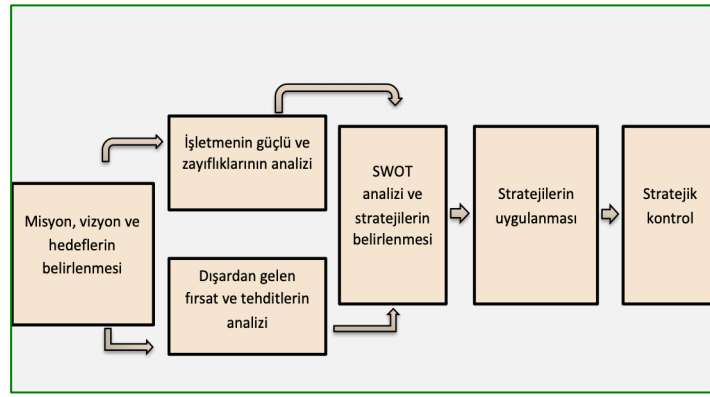 Misyon, vizyon ve
hedeflerin
belirlenmesi
İşletmenin güçlü ve
zayıflıklarının analizi
Dışardan gelen
fırsat ve tehditlerin
analizi
SWOT
analizi ve
stratejilerin
belirlenmesi
Stratejilerin
uygulanması
Stratejik
kontrol